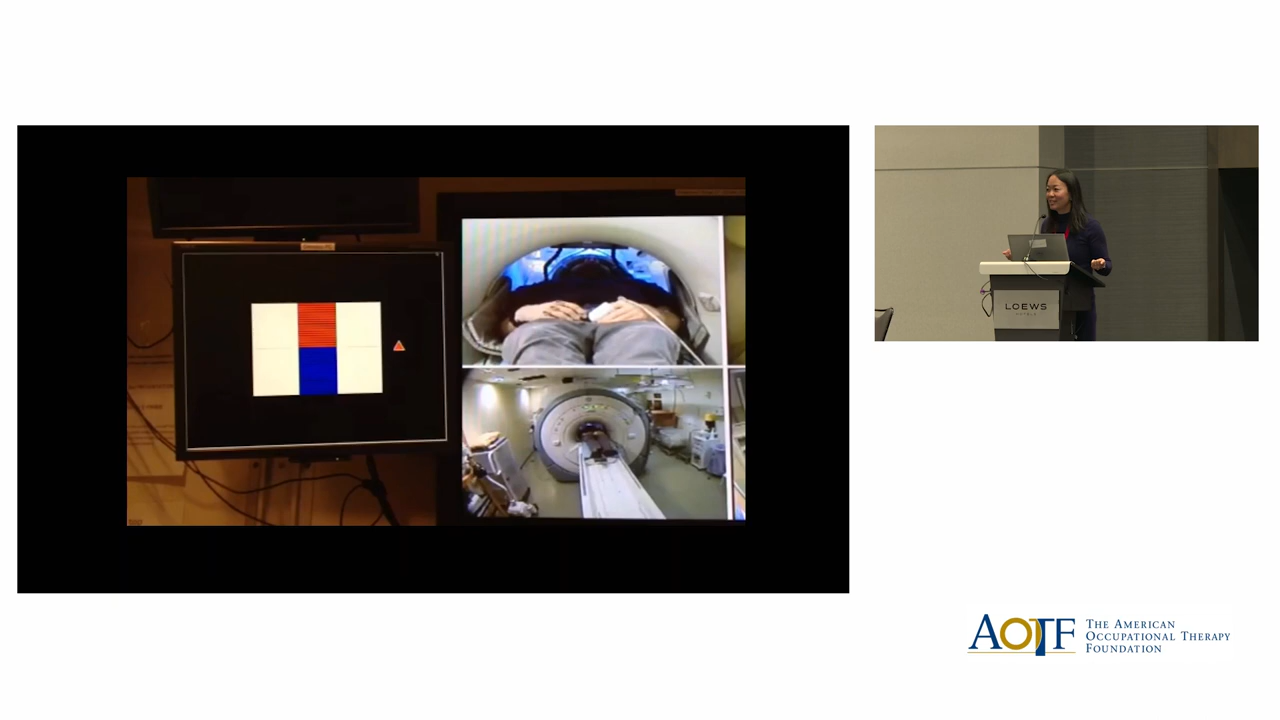 LOEWS
HOTELS
AOTF
THE AMERICAN
OCCUPATIONAL THERAPY
FOUNDATION